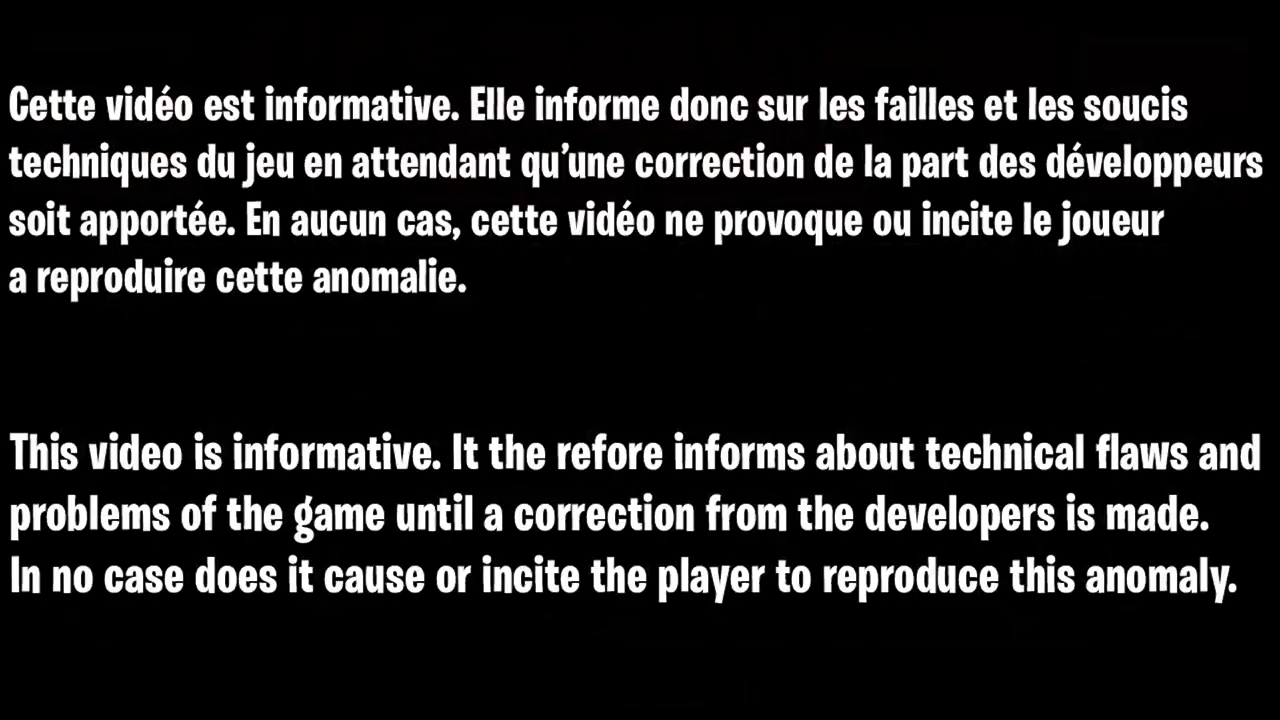 Cette vidéo est informative. Elle informe donc sur les failles et les soucis
techniques du jeu en attendant qu’une correction de la part des développeurs
soit apportée. En aucun cas, cette vidéo ne provoque ou incite le joueur
a reproduire cette anomalie.
This video is informative. It the refore informs about technical flaws and
problems of the game until a correction from the developers is made.
In no case does it cause or incite the player to reproduce this anomaly.